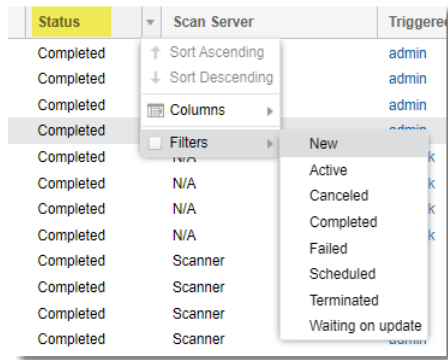 Status Scan Server Triggered
Completed Sort Ascending admin
Completed Sort Descending admin
Completed Columns admin
Completed admin
Completed Filters New
Completed N/A Active
Completed N/A Canceled
Completed N/A Completed
Completed Scanner Failed
Completed Scanner Scheduled
Completed Scanner Terminated
Completed Scanner Waiting on update